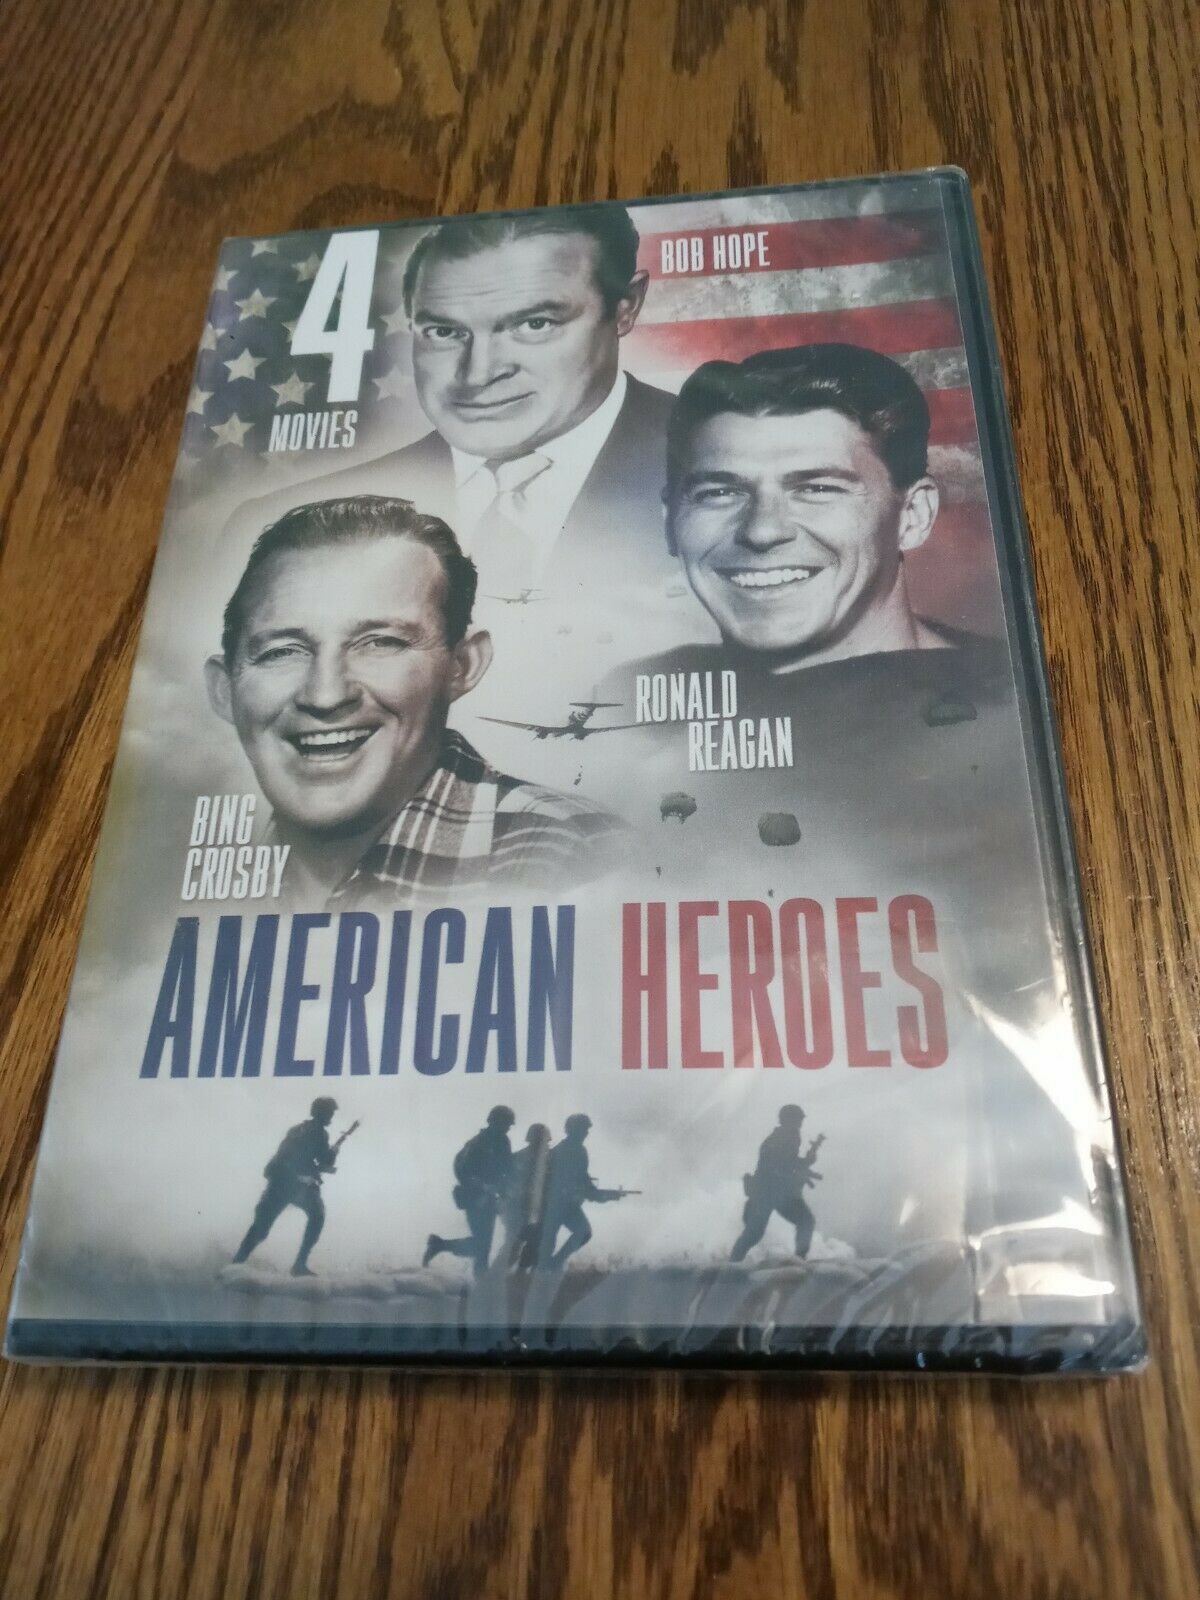 4
MOVIES
BOB HOPE
RONALD
REAGAN
BING
CROSBY
AMERICAN HEROES